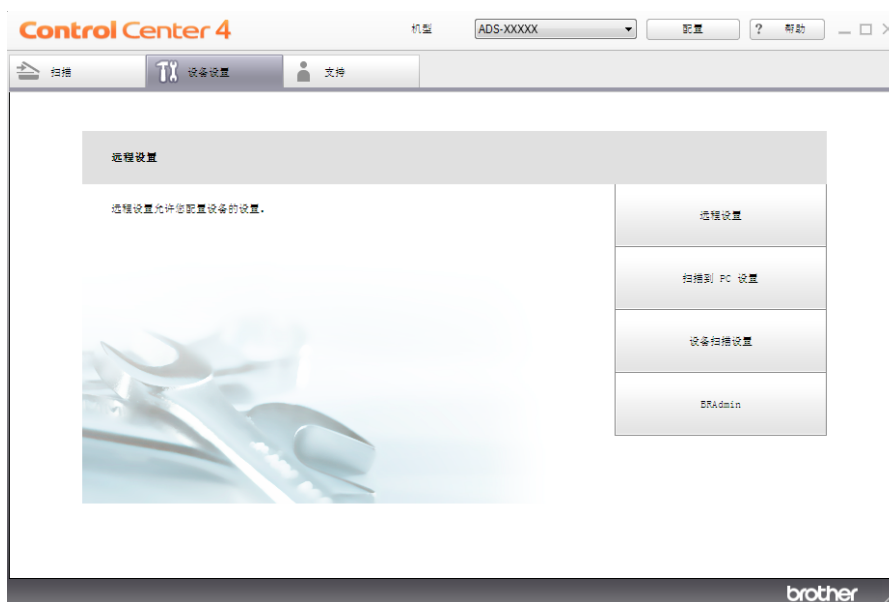 Control Center 4
机型
ADS-XXXXX
配置
? 帮助
扫描
设备设置
支持
远程设置
远程设置允许您配置设备的设置。
远程设置
扫描到 PC 设置
设备扫描设置
BRAdmin
brother